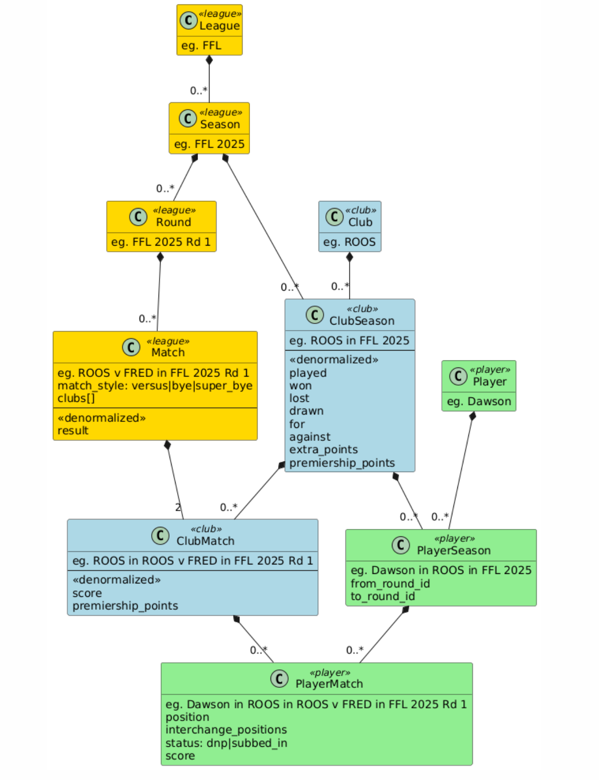 C
«league»
League
eg. FFL
0..*
C
«league»
Season
eg. FFL 2025
0..*
C
«league»
Round
eg. FFL 2025 Rd 1
C
«club»
Club
eg. ROOS
0..*
0..*
C
«club»
ClubSeason
eg. ROOS in FFL 2025
«denormalized»
played
won
lost
drawn
for
against
extra_points
premiership_points
0..*
C
«league»
Match
eg. ROOS v FRED in FFL 2025 Rd 1
match_style: versus|bye|super_bye
clubs[]
«denormalized»
result
C
«player»
Player
eg. Dawson
2
0..*
0..*
0..*
C
«club»
ClubMatch
eg. ROOS in ROOS v FRED in FFL 2025 Rd 1
«denormalized»
score
premiership_points
C
«player»
PlayerSeason
eg. Dawson in ROOS in FFL 2025
from_round_id
to_round_id
0..*
0..*
C
«player»
PlayerMatch
eg. Dawson in ROOS in ROOS v FRED in FFL 2025 Rd 1
position
interchange_positions
status: dnp|subbed_in
score